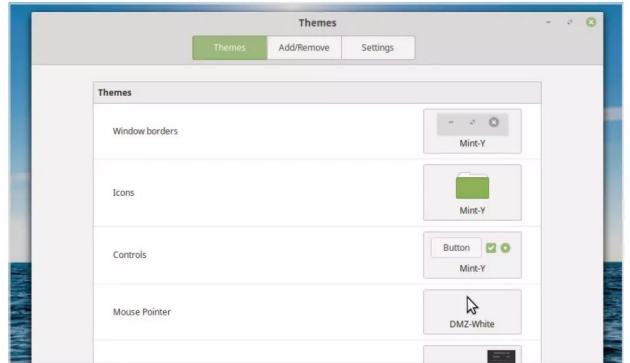 Themes
Themes Add/Remove Settings
Themes
Window borders
Mint-Y
Icons
Mint-Y
Controls
Button
Mint-Y
Mouse Pointer
DMZ-White